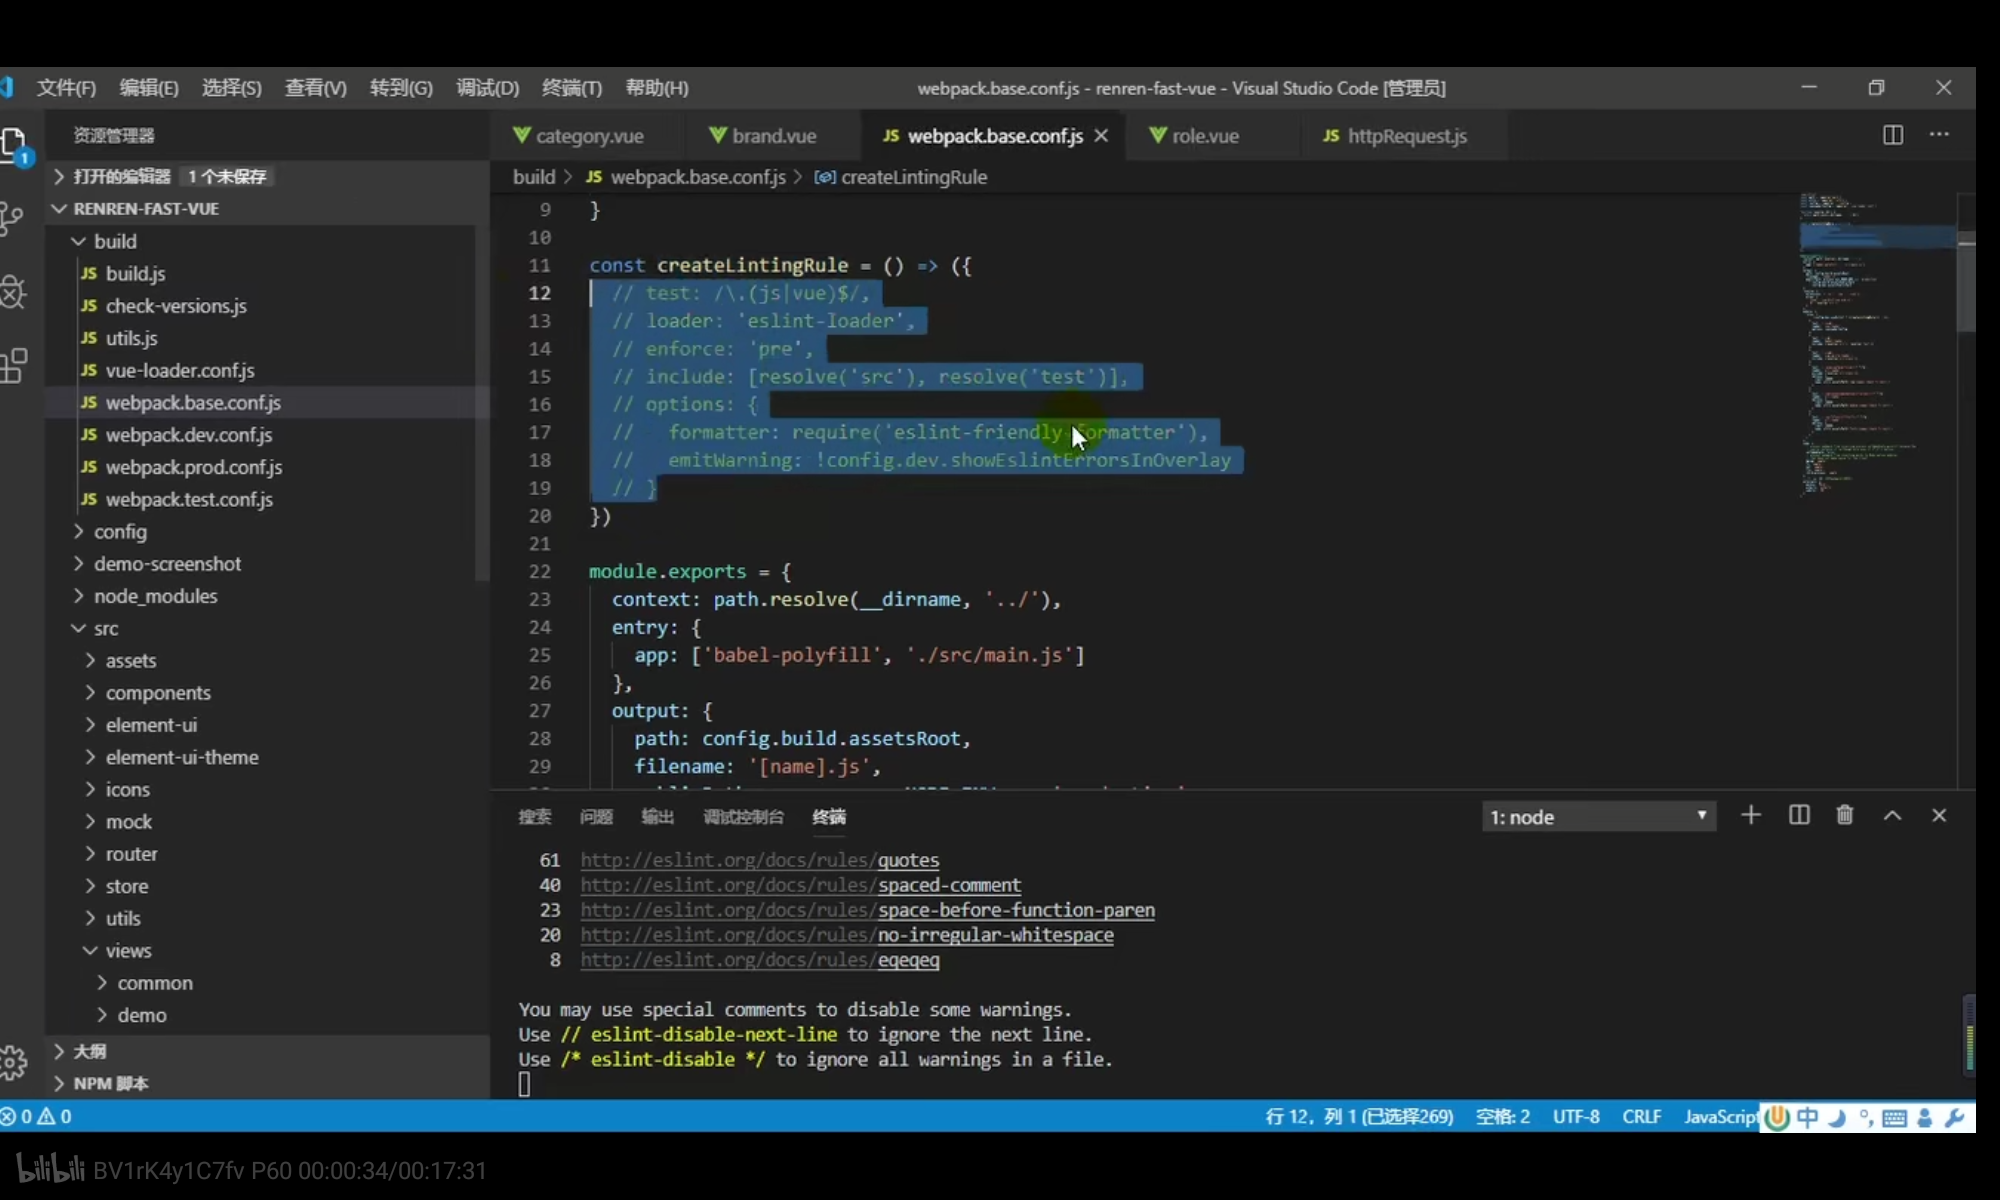 文件(F) 编辑(E) 选择(S) 查看(V) 转到(G) 调试(D) 终端(T) 帮助(H)
webpack.base.conf.js - renren-fast-vue - Visual Studio Code [管理员]
资源管理器
1
打开的编辑器 1 个未保存
RENREN-FAST-VUE
build
JS build.js
JS check-versions.js
JS utils.js
JS vue-loader.conf.js
JS webpack.base.conf.js
JS webpack.dev.conf.js
JS webpack.prod.conf.js
JS webpack.test.conf.js
config
demo-screenshot
node_modules
src
assets
components
element-ui
element-ui-theme
icons
mock
router
store
utils
views
common
demo
大纲
NPM 脚本
category.vue brand.vue JS webpack.base.conf.js role.vue JS httpRequest.js
build > JS webpack.base.conf.js > createLintingRule
9 }
10
11 const createLintingRule = () => ({
12 // test: /\.(js|vue)$/,
13 // loader: 'eslint-loader',
14 // enforce: 'pre',
15 // include: [resolve('src'), resolve('test')],
16 // options: {
17 //   formatter: require('eslint-friendly-formatter'),
18 //   emitWarning: !config.dev.showEslintErrorsInOverlay
19 // }
20 })
21
22 module.exports = {
23 context: path.resolve(__dirname, '../'),
24 entry: {
25 app: ['babel-polyfill', './src/main.js']
26 },
27 output: {
28 path: config.build.assetsRoot,
29 filename: '[name].js',
搜索 问题 输出 调试控制台 终端
1: node
61 http://eslint.org/docs/rules/quotes
40 http://eslint.org/docs/rules/spaced-comment
23 http://eslint.org/docs/rules/space-before-function-paren
20 http://eslint.org/docs/rules/no-irregular-whitespace
8 http://eslint.org/docs/rules/eqeqeq
You may use special comments to disable some warnings.
Use // eslint-disable-next-line to ignore the next line.
Use /* eslint-disable */ to ignore all warnings in a file.
0 0
行 12，列 1 (已选择269) 空格: 2 UTF-8 CRLF JavaScript
中
bilibili BV1rK4y1C7fv P60 00:00:34/00:17:31